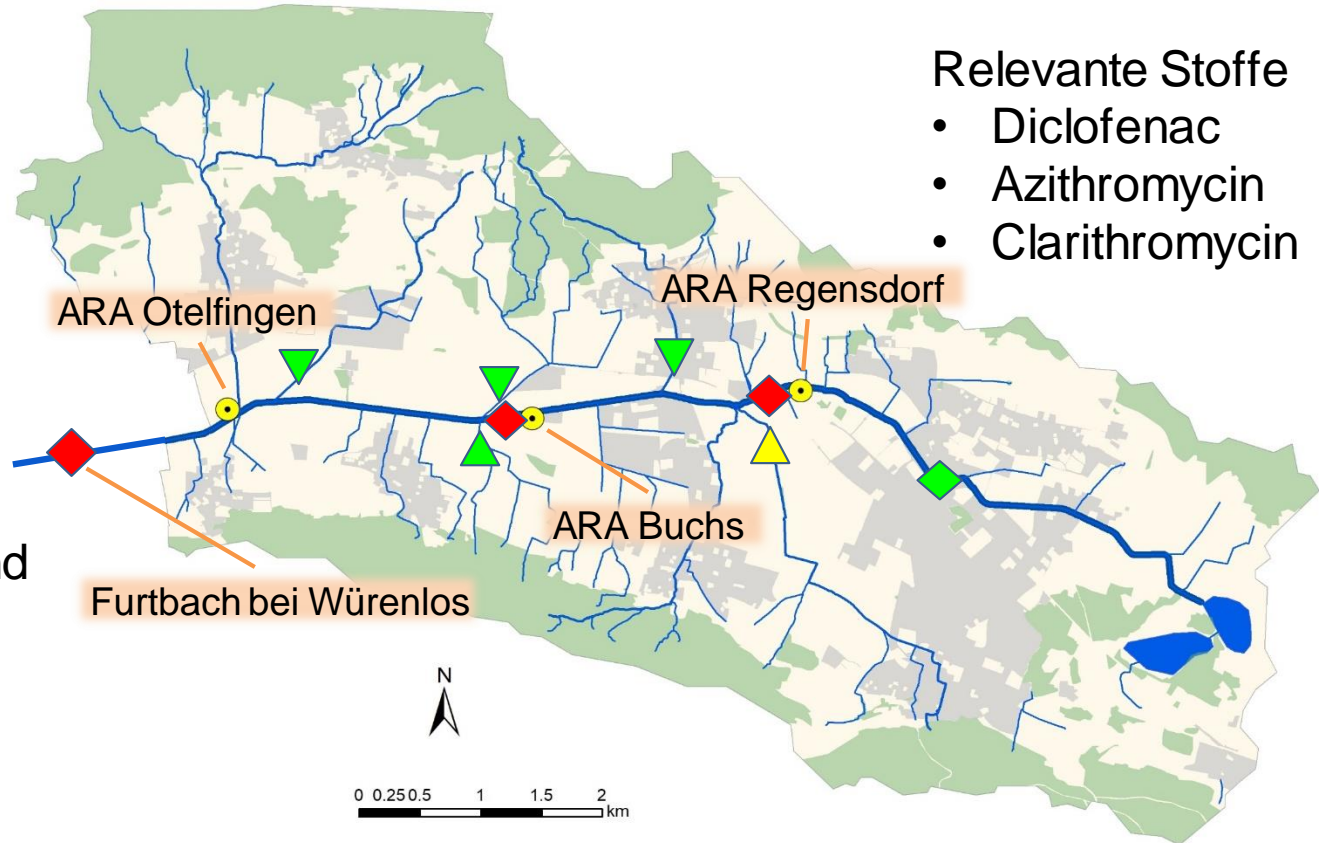 Relevante Stoffe
• Diclofenac
• Azithromycin
• Clarithromycin
ARA Regensdorf
ARA Otelfingen
ARA Buchs
nd
Furtbach bei Würenlos
N
0 0.25 0.5 1 1.5 2
km